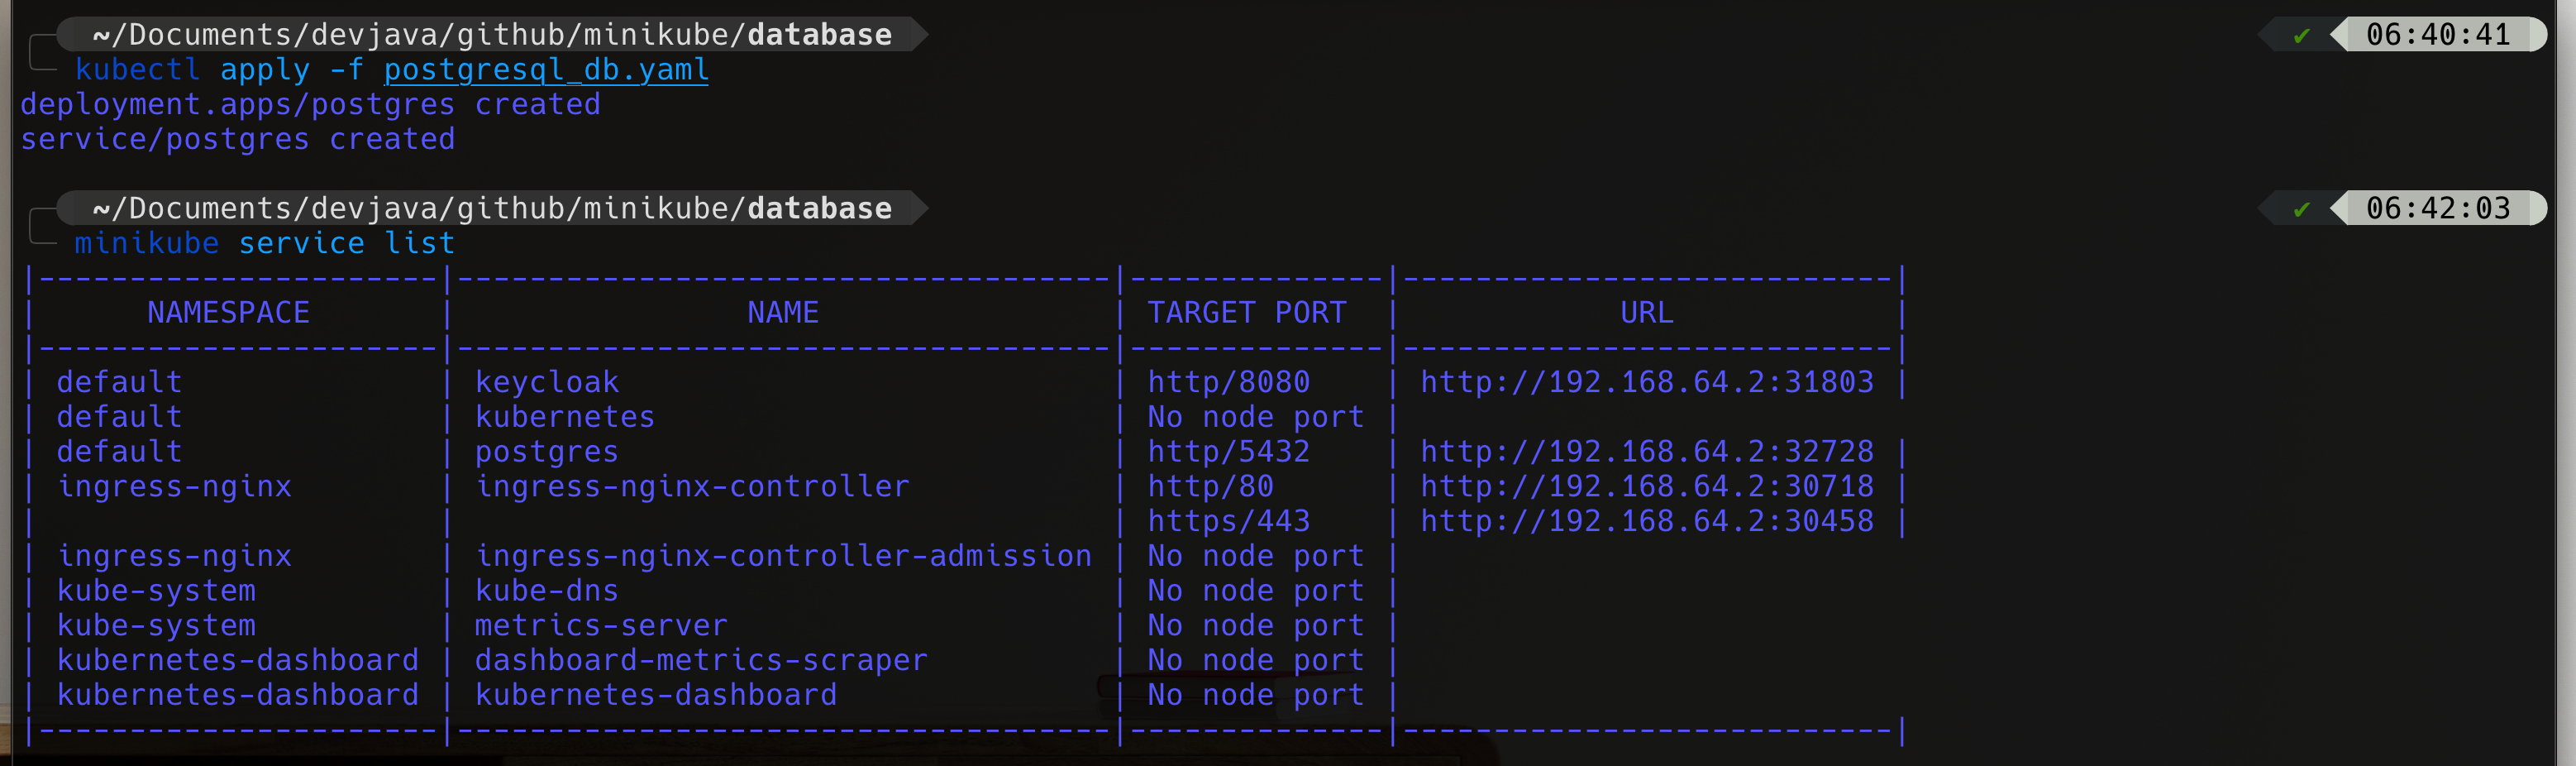 ~/Documents/devjava/github/minikube/database ✔ 06:40:41
kubectl apply -f postgresql_db.yaml
deployment.apps/postgres created
service/postgres created
~/Documents/devjava/github/minikube/database ✔ 06:42:03
minikube service list
|----------------------|------------------------------------|--------------|---------------------------|
| NAMESPACE | NAME | TARGET PORT | URL |
|----------------------|------------------------------------|--------------|---------------------------|
| default | keycloak | http/8080 | http://192.168.64.2:31803 |
| default | kubernetes | No node port |
| default | postgres | http/5432 | http://192.168.64.2:32728 |
| ingress-nginx | ingress-nginx-controller | http/80 | http://192.168.64.2:30718 |
| | | https/443 | http://192.168.64.2:30458 |
| ingress-nginx | ingress-nginx-controller-admission | No node port |
| kube-system | kube-dns | No node port |
| kube-system | metrics-server | No node port |
| kubernetes-dashboard | dashboard-metrics-scraper | No node port |
| kubernetes-dashboard | kubernetes-dashboard | No node port |
|----------------------|------------------------------------|--------------|---------------------------|